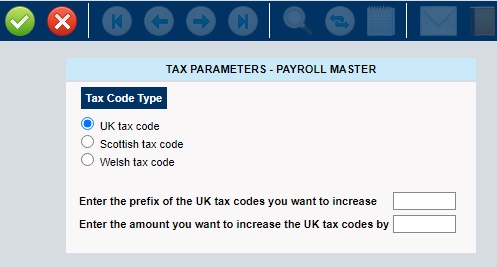 TAX PARAMETERS - PAYROLL MASTER
Tax Code Type
UK tax code
Scottish tax code
Welsh tax code
Enter the prefix of the UK tax codes you want to increase
Enter the amount you want to increase the UK tax codes by